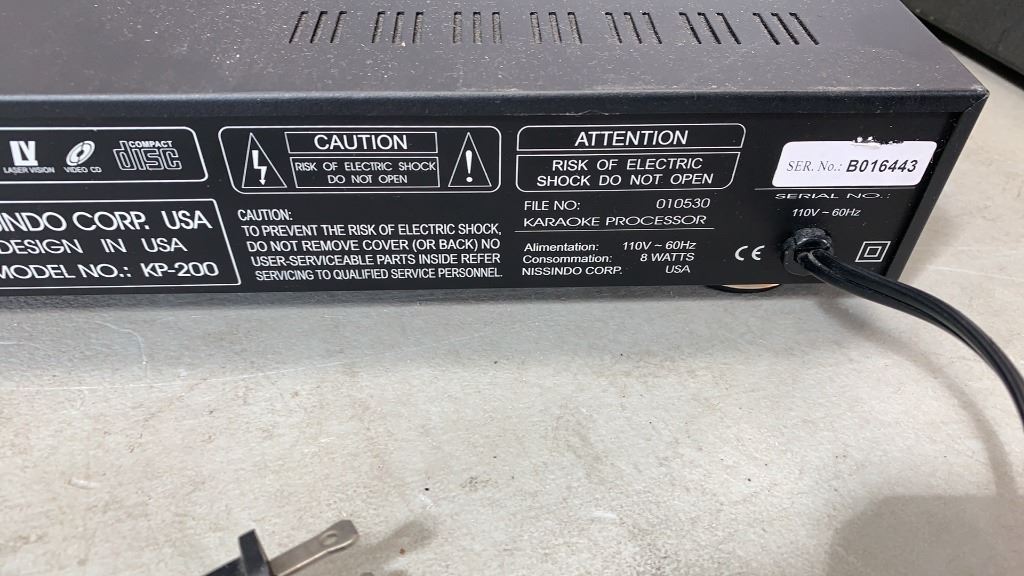 LV
LASER VISION
VIDEO CD
COMPACT
disc
CAUTION
RISK OF ELECTRIC SHOCK
DO NOT OPEN
ATTENTION
RISK OF ELECTRIC
SHOCK DO NOT OPEN
SSINDO CORP. USA
DESIGN IN USA
MODEL NO.: KP-200
CAUTION:
TO PREVENT THE RISK OF ELECTRIC SHOCK,
DO NOT REMOVE COVER (OR BACK) NO
USER-SERVICEABLE PARTS INSIDE REFER
SERVICING TO QUALIFIED SERVICE PERSONNEL.
FILE NO: 010530
KARAOKE PROCESSOR
Alimentation: 110V ~ 60Hz
Consommation: 8 WATTS
NISSINDO CORP. USA
CE
SER. No.: B016443
SERIAL NO.:
110V ~ 60Hz